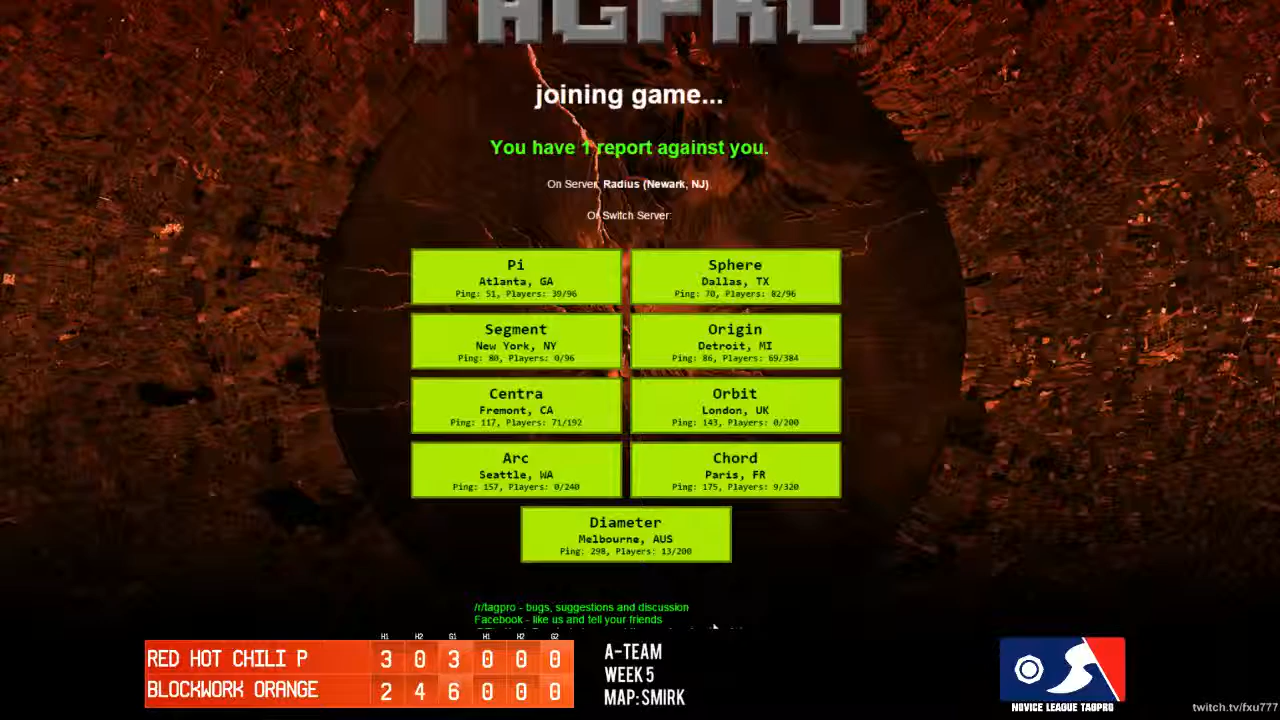 TAGPRO
joining game...
You have 1 report against you.
On Server: Radius (Newark, NJ)
Or Switch Server:
Pi
Atlanta, GA
Ping: 51, Players: 39/96
Sphere
Dallas, TX
Ping: 70, Players: 82/96
Segment
New York, NY
Ping: 80, Players: 0/96
Origin
Detroit, MI
Ping: 86, Players: 69/384
Centra
Fremont, CA
Ping: 117, Players: 71/192
Orbit
London, UK
Ping: 143, Players: 0/200
Arc
Seattle, WA
Ping: 157, Players: 0/240
Chord
Paris, FR
Ping: 175, Players: 9/320
Diameter
Melbourne, AUS
Ping: 298, Players: 13/200
/r/tagpro - bugs, suggestions and discussion
Facebook - like us and tell your friends
H1 H2 G1 H1 H2 G2
RED HOT CHILI P 3 0 3 0 0 0
BLOCKWORK ORANGE 2 4 6 0 0 0
A-TEAM
WEEK 5
MAP: SMIRK
NOVICE LEAGUE TAGPRO
twitch.tv/fxu777